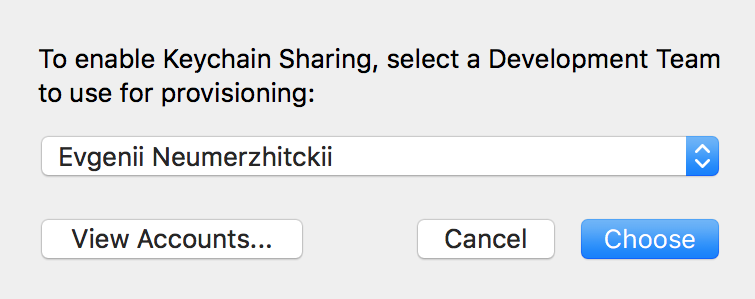 To enable Keychain Sharing, select a Development Team
to use for provisioning:
Evgenii Neumerzhitckii
View Accounts... Cancel Choose